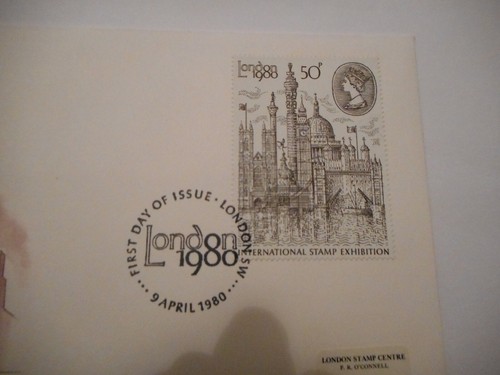 London
1980
50P
INTERNATIONAL STAMP EXHIBITION
FIRST DAY OF ISSUE · LONDON SW
London
1980
9 APRIL 1980
LONDON STAMP CENTRE
P. R. O'CONNELL